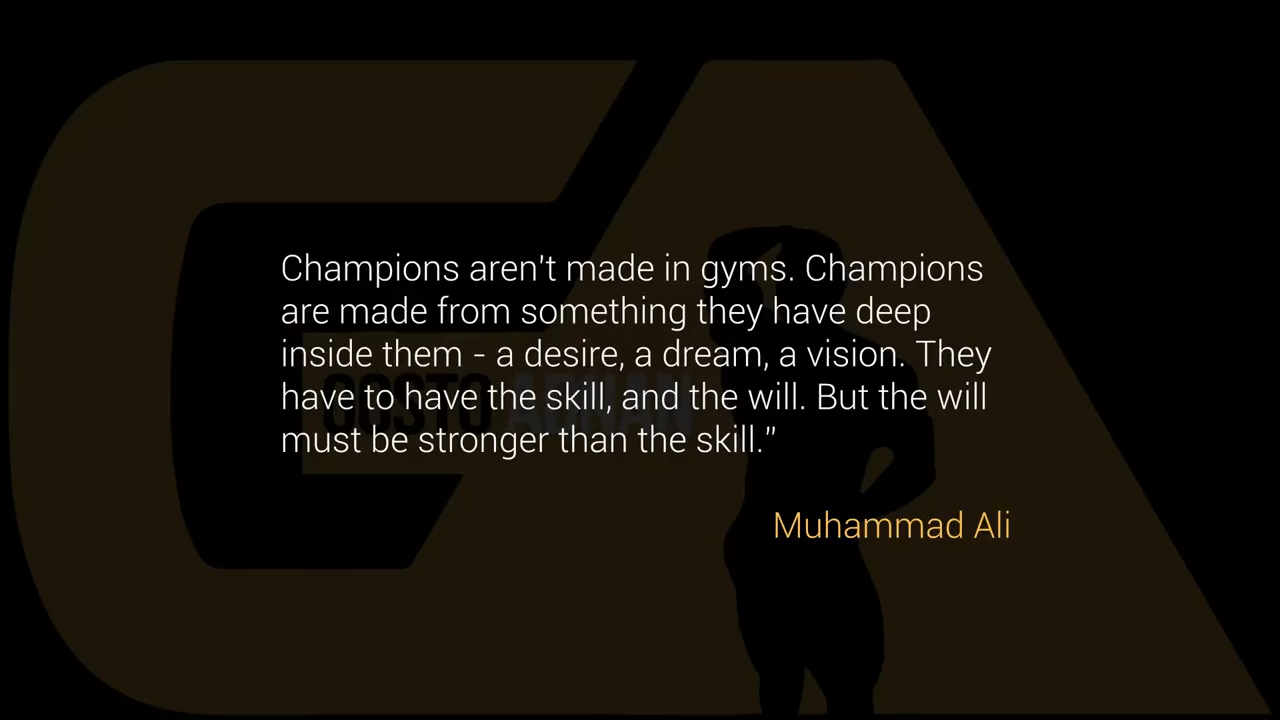 Champions aren't made in gyms. Champions
are made from something they have deep
inside them - a desire, a dream, a vision. They
have to have the skill, and the will. But the will
must be stronger than the skill.”
Muhammad Ali